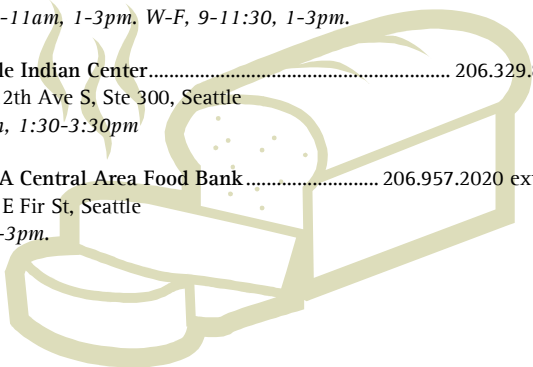 -11am, 1-3pm. W-F, 9-11:30, 1-3pm.
le Indian Center........................................................... 206.329.
2th Ave S, Ste 300, Seattle
, 1:30-3:30pm
A Central Area Food Bank.......................... 206.957.2020 ext
E Fir St, Seattle
-3pm.